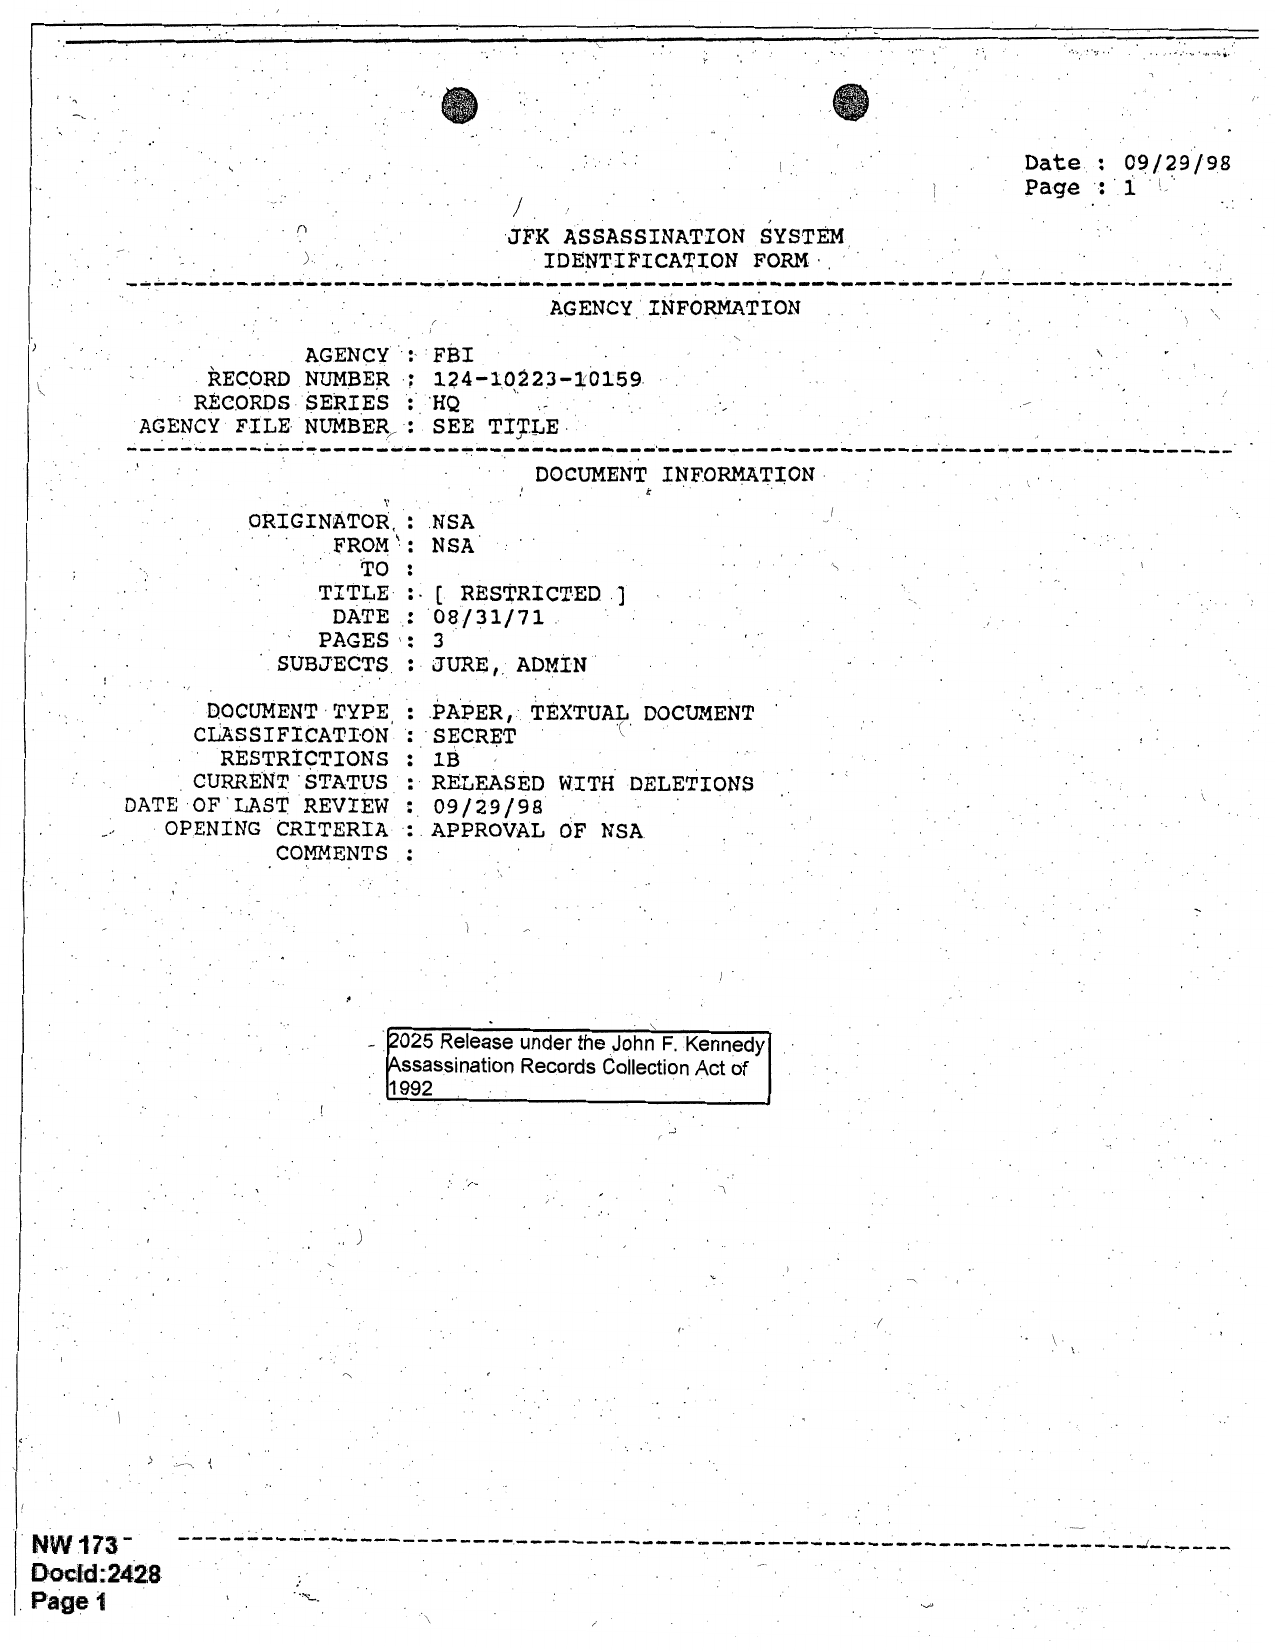 Date : 09/29/98
Page : 1
JFK ASSASSINATION SYSTEM
IDENTIFICATION FORM
AGENCY INFORMATION
AGENCY : FBI
RECORD NUMBER : 124-10223-10159
RECORDS SERIES : HQ
AGENCY FILE NUMBER : SEE TITLE
DOCUMENT INFORMATION
ORIGINATOR : NSA
FROM : NSA
TO :
TITLE : [ RESTRICTED ]
DATE : 08/31/71
PAGES : 3
SUBJECTS : JURE, ADMIN
DOCUMENT TYPE : PAPER, TEXTUAL DOCUMENT
CLASSIFICATION : SECRET
RESTRICTIONS : 1B
CURRENT STATUS : RELEASED WITH DELETIONS
DATE OF LAST REVIEW : 09/29/98
OPENING CRITERIA : APPROVAL OF NSA
COMMENTS :
2025 Release under the John F. Kennedy
Assassination Records Collection Act of
1992
NW 173
DocId:2428
Page 1